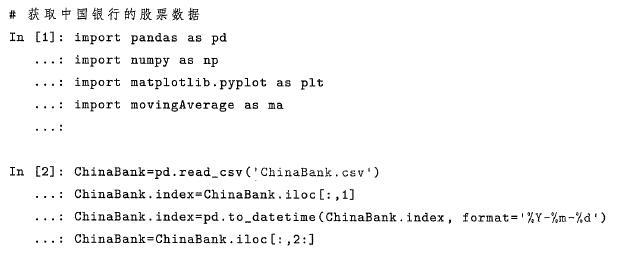 # 获取中国银行的股票数据
In [1]: import pandas as pd
   ...: import numpy as np
   ...: import matplotlib.pyplot as plt
   ...: import movingAverage as ma
   ...:
In [2]: ChinaBank=pd.read_csv('ChinaBank.csv')
   ...: ChinaBank.index=ChinaBank.iloc[:,1]
   ...: ChinaBank.index=pd.to_datetime(ChinaBank.index, format='%Y-%m-%d')
   ...: ChinaBank=ChinaBank.iloc[:,2:]